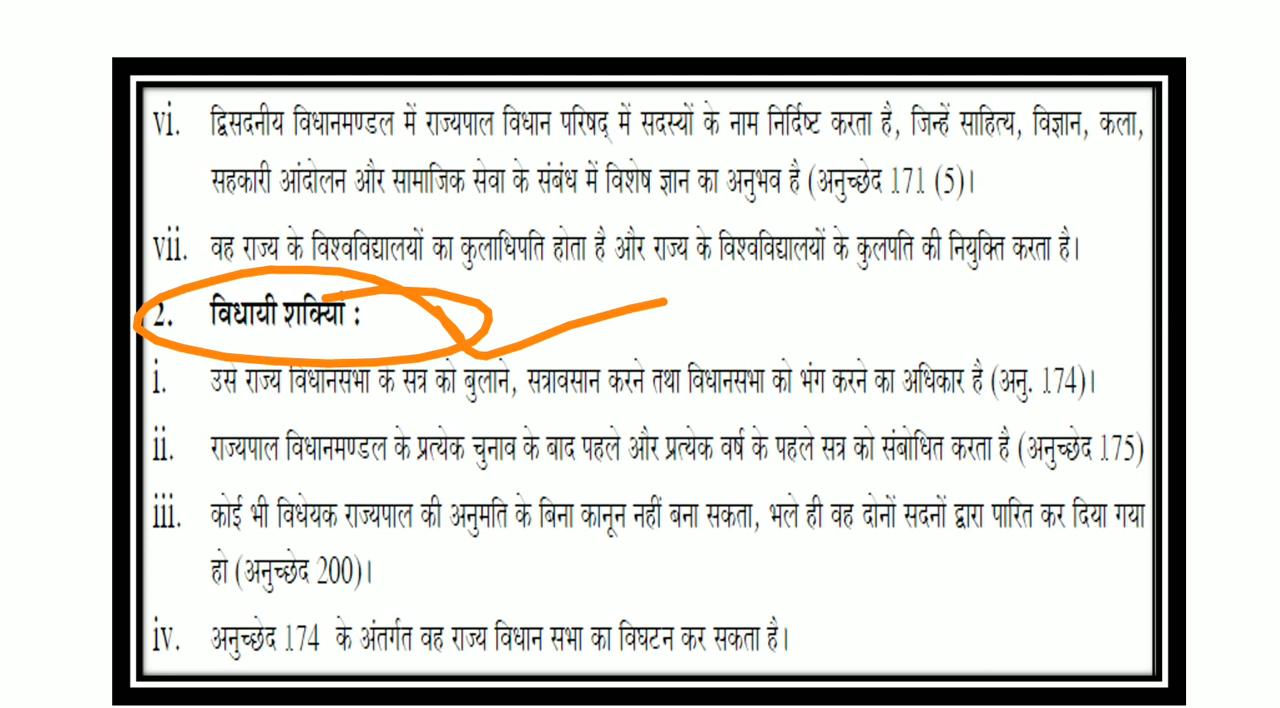 vi. द्विसदनीय विधानमण्डल में राज्यपाल विधान परिषद् में सदस्यों के नाम निर्दिष्ट करता है, जिन्हें साहित्य, विज्ञान, कला,
सहकारी आंदोलन और सामाजिक सेवा के संबंध में विशेष ज्ञान का अनुभव है (अनुच्छेद 171 (5)।
vii. वह राज्य के विश्वविद्यालयों का कुलाधिपति होता है और राज्य के विश्वविद्यालयों के कुलपति की नियुक्ति करता है।
2. विधायी शक्तियां :
i. उसे राज्य विधानसभा के सत्र को बुलाने, सत्रावसान करने तथा विधानसभा को भंग करने का अधिकार है (अनु. 174)।
ii. राज्यपाल विधानमण्डल के प्रत्येक चुनाव के बाद पहले और प्रत्येक वर्ष के पहले सत्र को संबोधित करता है (अनुच्छेद 175)
iii. कोई भी विधेयक राज्यपाल की अनुमति के बिना कानून नहीं बना सकता, भले ही वह दोनों सदनों द्वारा पारित कर दिया गया
हो (अनुच्छेद 200)।
iv. अनुच्छेद 174 के अंतर्गत वह राज्य विधान सभा का विघटन कर सकता है।